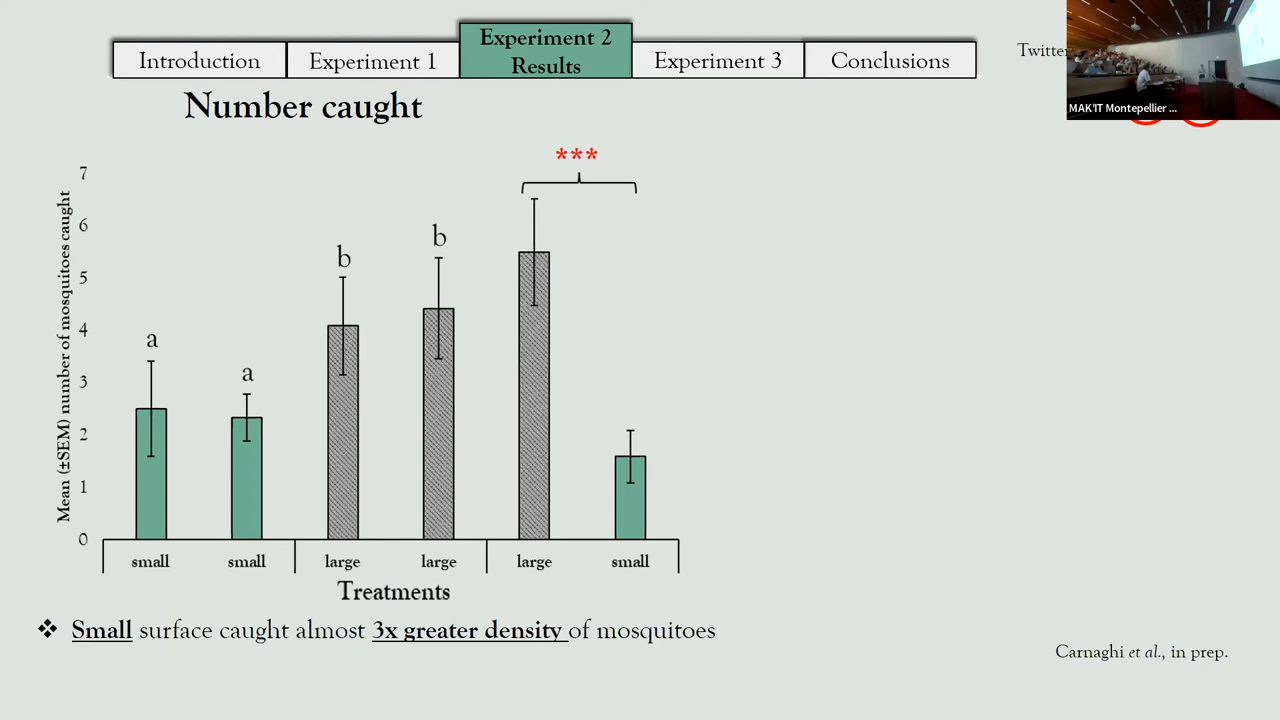 Introduction
Experiment 1
Experiment 2
Results
Experiment 3
Conclusions
Twitter
MAK'IT Montepellier ...
Number caught
***
7
6
5
4
3
2
1
0
Mean (±SEM) number of mosquitoes caught
a
a
b
b
small
small
large
large
large
small
Treatments
❖ Small surface caught almost 3x greater density of mosquitoes
Carnaghi et al., in prep.